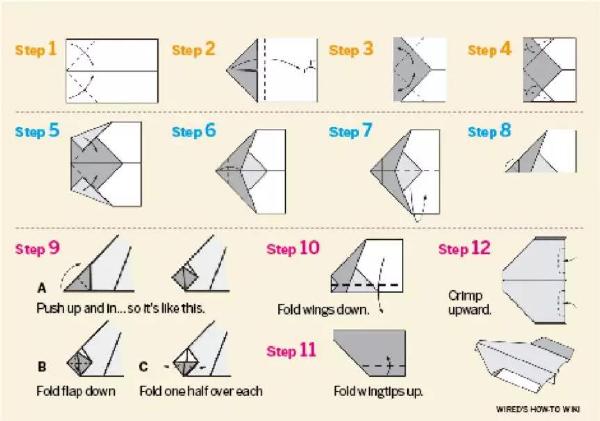 Step 1
Step 2
Step 3
Step 4
Step 5
Step 6
Step 7
Step 8
Step 9
A
Push up and in... so it's like this.
B
Fold flap down
C
Fold one half over each
Step 10
Fold wings down.
Step 11
Fold wingtips up.
Step 12
Crimp
upward.
WIRED'S HOW-TO WIKI